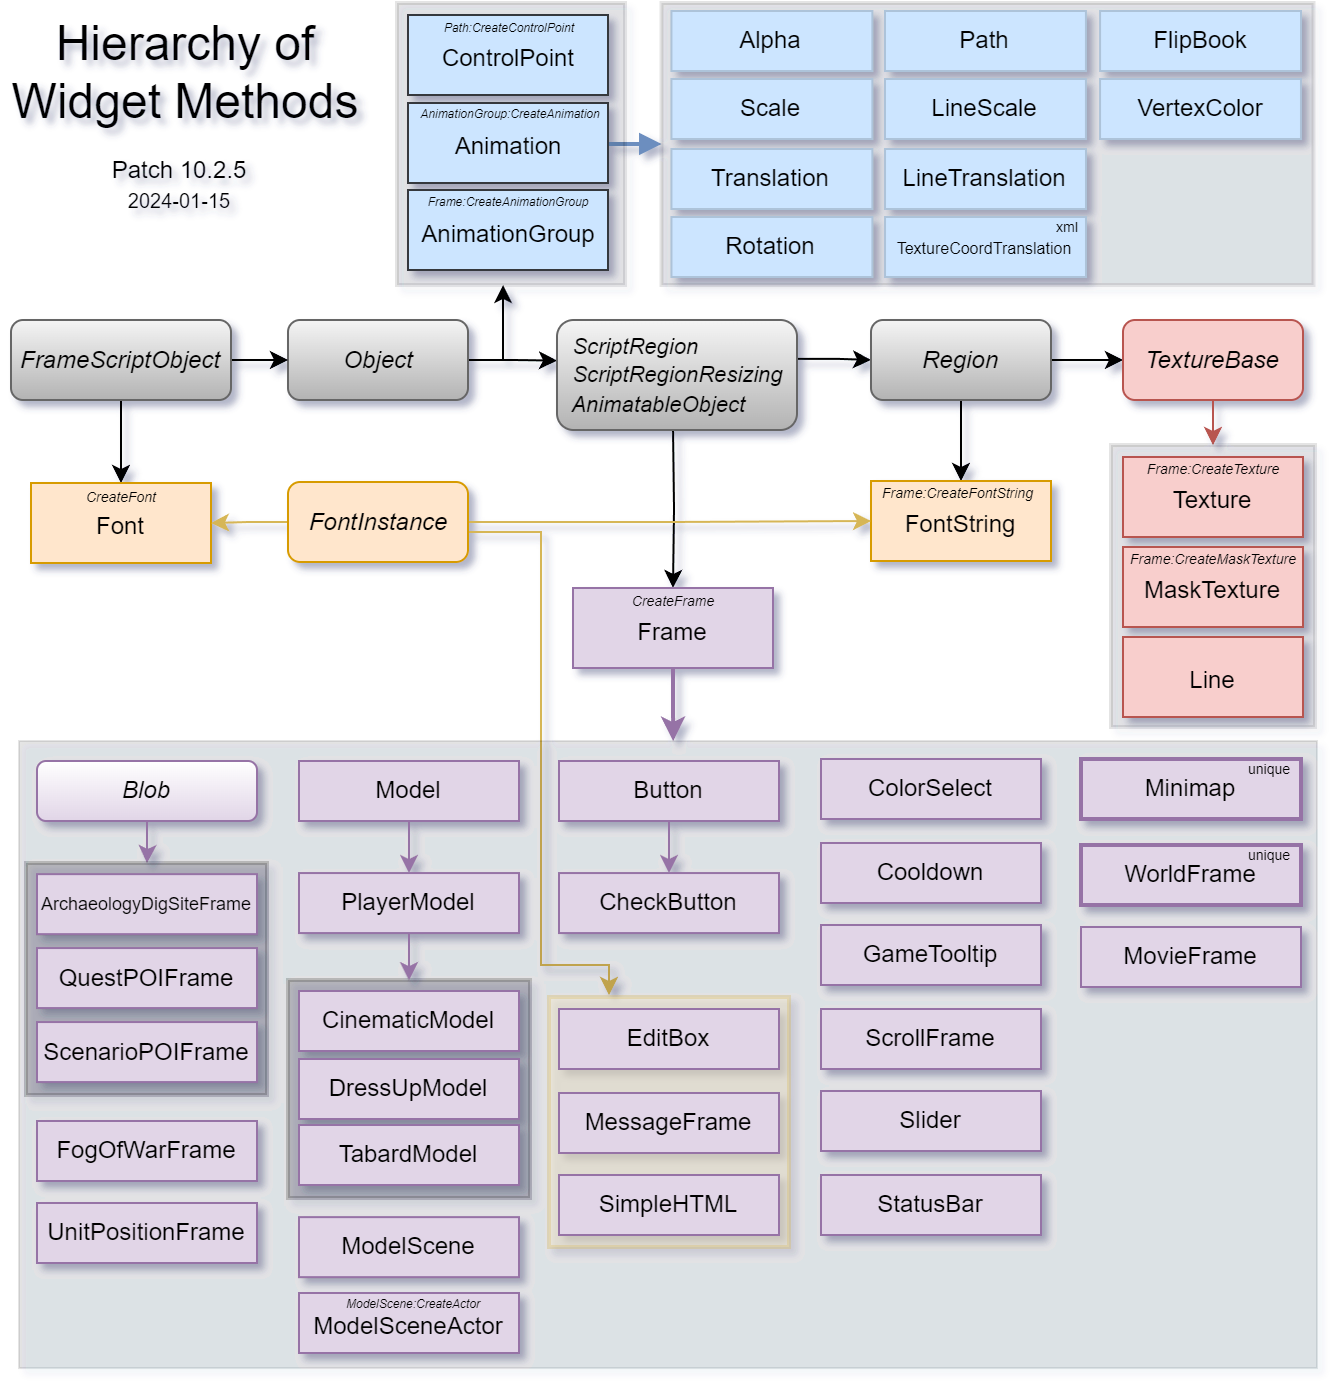 Hierarchy of
Widget Methods
Patch 10.2.5
2024-01-15
Path:CreateControlPoint
ControlPoint
AnimationGroup:CreateAnimation
Animation
Frame:CreateAnimationGroup
AnimationGroup
Alpha
Path
FlipBook
Scale
LineScale
VertexColor
Translation
LineTranslation
Rotation
xml
TextureCoordTranslation
FrameScriptObject
Object
ScriptRegion
ScriptRegionResizing
AnimatableObject
Region
TextureBase
CreateFont
Font
FontInstance
Frame:CreateFontString
FontString
Frame:CreateTexture
Texture
Frame:CreateMaskTexture
MaskTexture
Line
CreateFrame
Frame
Blob
ArchaeologyDigSiteFrame
QuestPOIFrame
ScenarioPOIFrame
FogOfWarFrame
UnitPositionFrame
Model
PlayerModel
CinematicModel
DressUpModel
TabardModel
ModelScene
ModelScene:CreateActor
ModelSceneActor
Button
CheckButton
EditBox
MessageFrame
SimpleHTML
ColorSelect
Cooldown
GameTooltip
ScrollFrame
Slider
StatusBar
unique
Minimap
unique
WorldFrame
MovieFrame